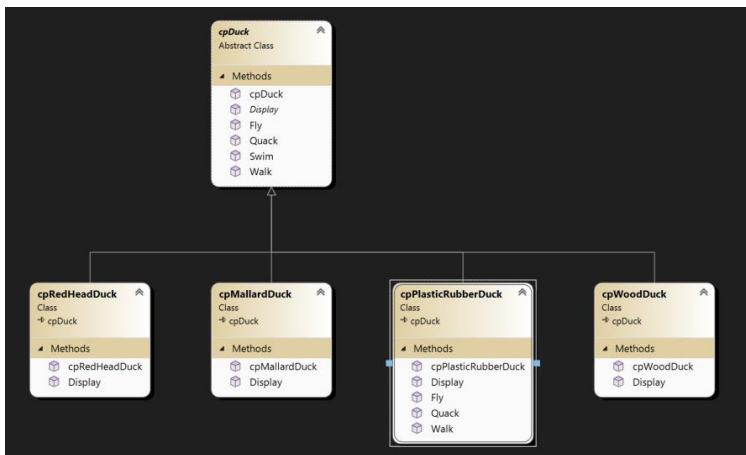 cpDuck
Abstract Class
Methods
cpDuck
Display
Fly
Quack
Swim
Walk
cpRedHeadDuck
Class
cpDuck
Methods
cpRedHeadDuck
Display
cpMallardDuck
Class
cpDuck
Methods
cpMallardDuck
Display
cpPlasticRubberDuck
Class
cpDuck
Methods
cpPlasticRubberDuck
Display
Fly
Quack
Walk
cpWoodDuck
Class
cpDuck
Methods
cpWoodDuck
Display